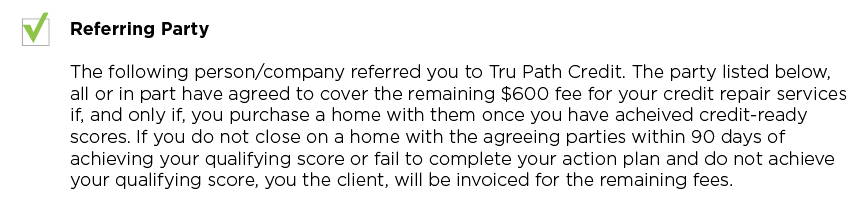 Referring Party
The following person/company referred you to Tru Path Credit. The party listed below,
all or in part have agreed to cover the remaining $600 fee for your credit repair services
if, and only if, you purchase a home with them once you have acheived credit-ready
scores. If you do not close on a home with the agreeing parties within 90 days of
achieving your qualifying score or fail to complete your action plan and do not achieve
your qualifying score, you the client, will be invoiced for the remaining fees.